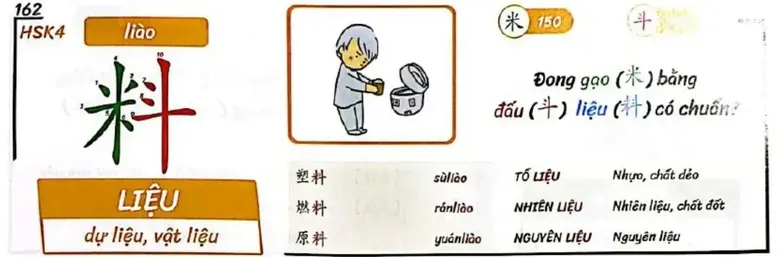 162
HSK4
liào
料
LIỆU
dự liệu, vật liệu
米 150
斗
Đong gạo (米) bằng
đấu (斗) liệu (料) có chuẩn?
塑料 sùliào TỐ LIỆU Nhựa, chất dẻo
燃料 ránliào NHIÊN LIỆU Nhiên liệu, chất đốt
原料 yuánliào NGUYÊN LIỆU Nguyên liệu